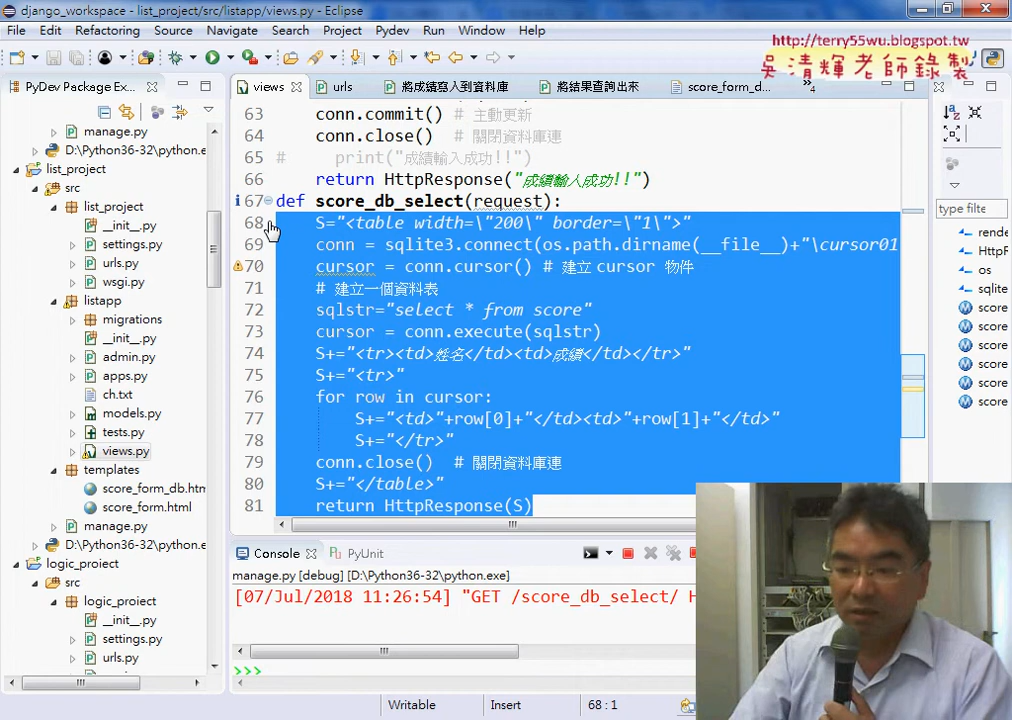 django_workspace - list_project/src/listapp/views.py - Eclipse
File Edit Refactoring Source Navigate Search Project Pydev Run Window Help
http://terry55wu.blogspot.tw
吳清輝老師錄製
PyDev Package Ex...
views
urls
將成績寫入到資料庫
將結果查詢出來
score_form_d...
4
manage.py
D:\Python36-32\python.e
list_project
src
list_project
__init__.py
settings.py
urls.py
wsgi.py
listapp
migrations
__init__.py
admin.py
apps.py
ch.txt
models.py
tests.py
views.py
templates
score_form_db.htm
score_form.html
manage.py
D:\Python36-32\python.e
logic_project
src
logic_project
__init__.py
settings.py
urls.py
63 conn.commit() # 主動更新
64 conn.close() # 關閉資料庫連
65 # print("成績輸入成功!!")
66 return HttpResponse("成績輸入成功!!")
67 def score_db_select(request):
68 S="<table width=\"200\" border=\"1\">"
69 conn = sqlite3.connect(os.path.dirname(__file__)+"\cursor01
70 cursor = conn.cursor() # 建立 cursor 物件
71 # 建立一個資料表
72 sqlstr="select * from score"
73 cursor = conn.execute(sqlstr)
74 S+="<tr><td>姓名</td><td>成績</td></tr>"
75 S+="<tr>"
76 for row in cursor:
77 S+="<td>"+row[0]+"</td><td>"+row[1]+"</td>"
78 S+="</tr>"
79 conn.close() # 關閉資料庫連
80 S+="</table>"
81 return HttpResponse(S)
type filte
rende
HttpR
os
sqlite
score
score
score
score
score
score
Console
PyUnit
manage.py [debug] [D:\Python36-32\python.exe]
[07/Jul/2018 11:26:54] "GET /score_db_select/ H
>>>
Writable
Insert
68 : 1